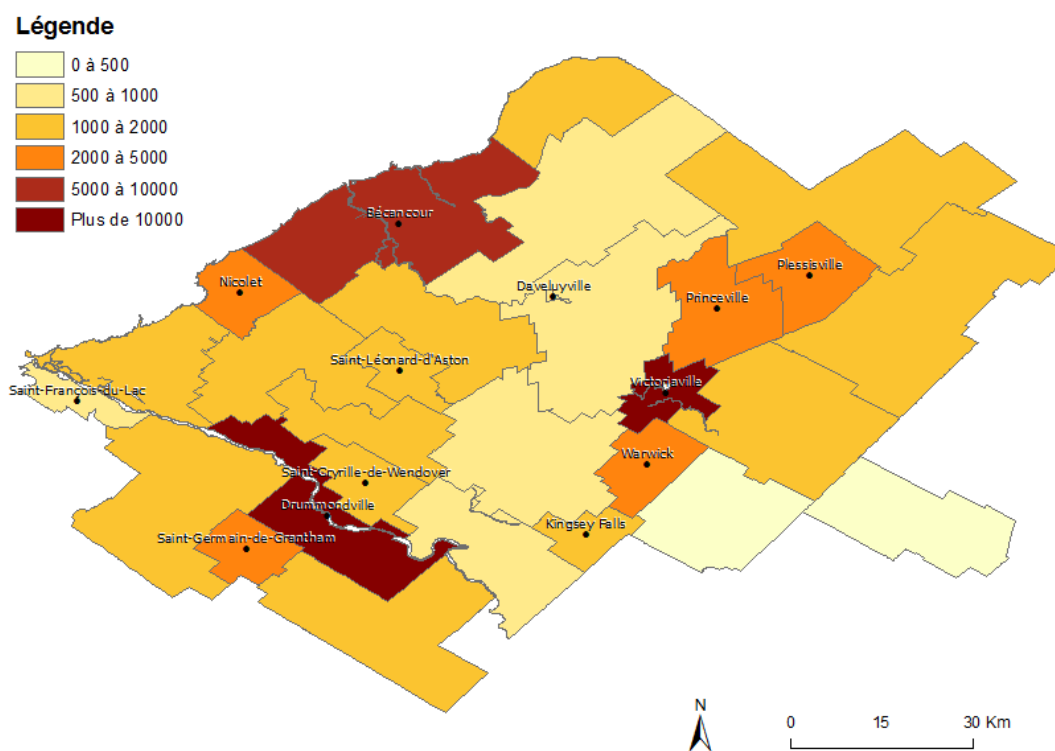 Légende
0 à 500
500 à 1000
1000 à 2000
2000 à 5000
5000 à 10000
Plus de 10000
Bécancour
Nicolet
Plessisville
Daveluyville
Princeville
Saint-Léonard-d'Aston
Victoriaville
Saint-François-du-Lac
Warwick
Saint-Cyrille-de-Wendover
Drummondville
Kingsey Falls
Saint-Germain-de-Grantham
N
0 15 30 Km